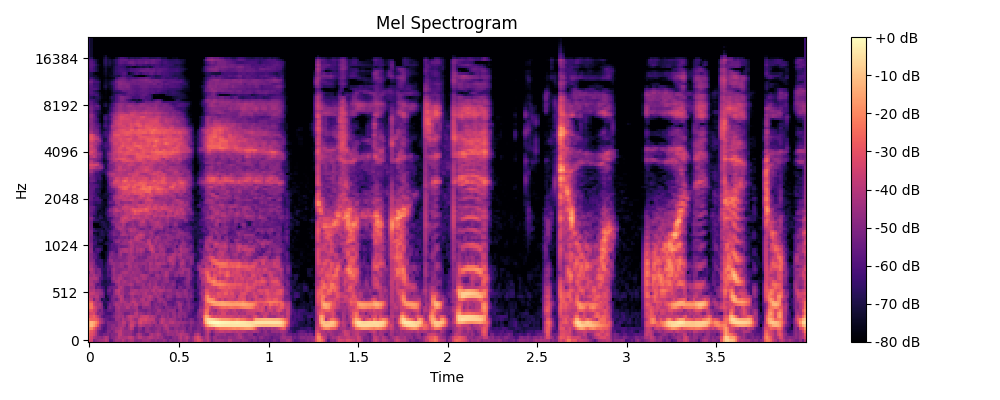 Mel Spectrogram
Hz
16384
8192
4096
2048
1024
512
0
0
0.5
1
1.5
2
2.5
3
3.5
Time
+0 dB
-10 dB
-20 dB
-30 dB
-40 dB
-50 dB
-60 dB
-70 dB
-80 dB